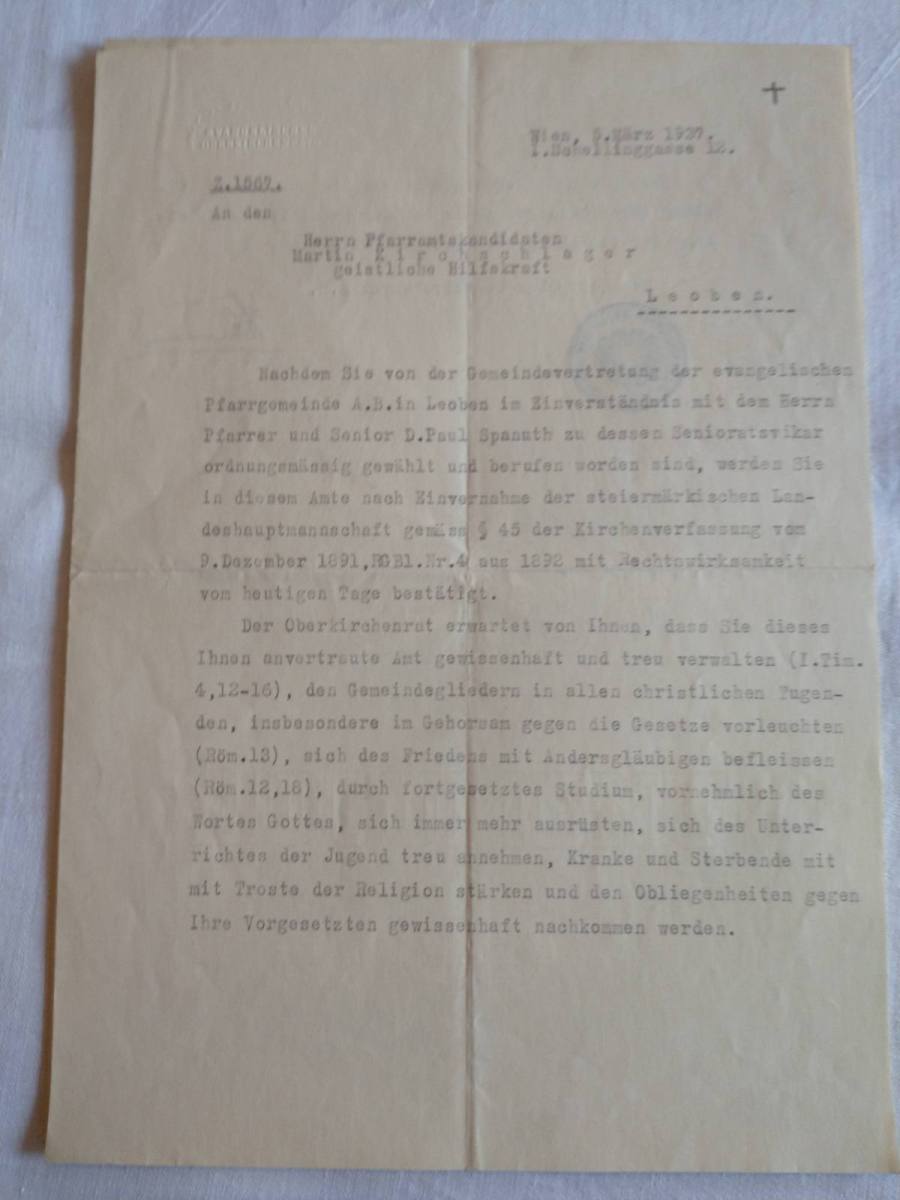 EVANGELISCHER
OBERKIRCHENRAT
Wien, 5.März 1927.
I.Schellinggasse 12.
Z.1567.
An den
Herrn Pfarramtskandidaten
Martin K i r c h s c h l a g e r
geistliche Hilfskraft
L e o b e n.
Nachdem Sie von der Gemeindevertretung der evangelischen
Pfarrgemeinde A.B.in Leoben im Einverständnis mit dem Herrn
Pfarrer und Senior D.Paul Spanuth zu dessen Senioratsvikar
ordnungsmässig gewählt und berufen worden sind, werden Sie
in diesem Amte nach Einvernahme der steiermärkischen Lan-
deshauptmannschaft gemäss § 45 der Kirchenverfassung vom
9.Dezember 1891,RGBl.Nr.4 aus 1892 mit Rechtswirksamkeit
vom heutigen Tage bestätigt.
Der Oberkirchenrat erwartet von Ihnen, dass Sie dieses
Ihnen anvertraute Amt gewissenhaft und treu verwalten (I.Tim.
4,12-16), den Gemeindegliedern in allen christlichen Tugen-
den, insbesondere im Gehorsam gegen die Gesetze vorleuchten
(Röm.13), sich des Friedens mit Andersgläubigen befleissen
(Röm.12,18), durch fortgesetztes Studium, vornehmlich des
Wortes Gottes, sich immer mehr ausrüsten, sich des Unter-
richtes der Jugend treu annehmen, Kranke und Sterbende mit
mit Troste der Religion stärken und den Obliegenheiten gegen
Ihre Vorgesetzten gewissenhaft nachkommen werden.